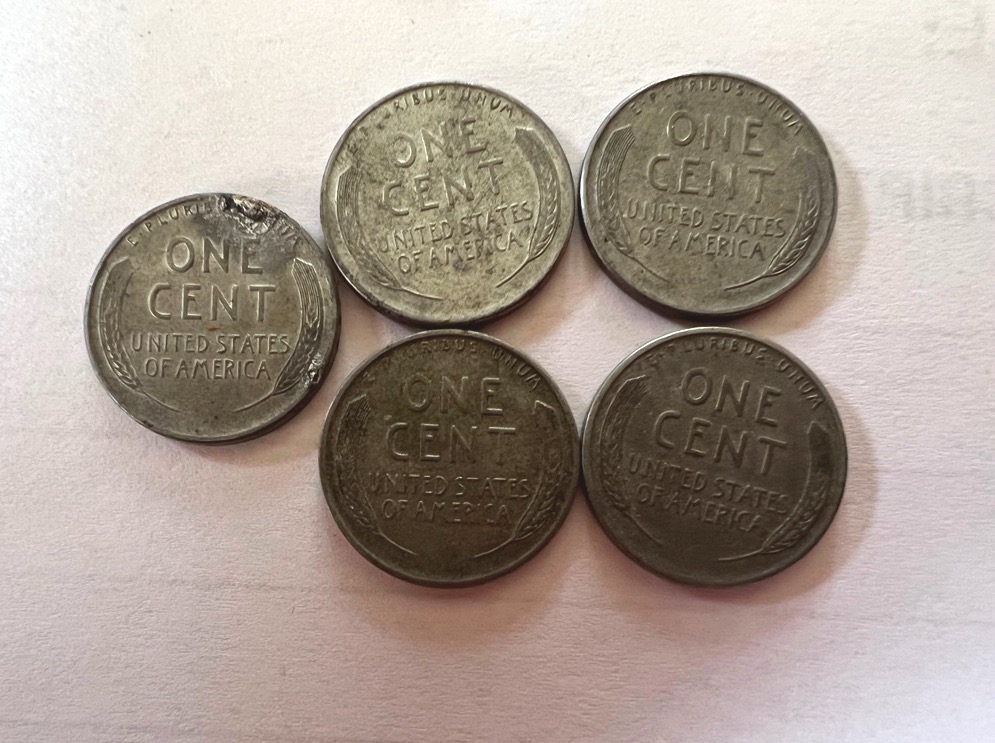 E·PLURIBUS·UNUM
ONE
CENT
UNITED STATES
OF AMERICA
E·PLURIBUS·UNUM
ONE
CENT
UNITED STATES
OF AMERICA
E·PLURI
ONE
CENT
UNITED STATES
OF AMERICA
E·PLURIBUS·UNUM
ONE
CENT
UNITED STATES
OF AMERICA
E·PLURIBUS·UNUM
ONE
CENT
UNITED STATES
OF AMERICA